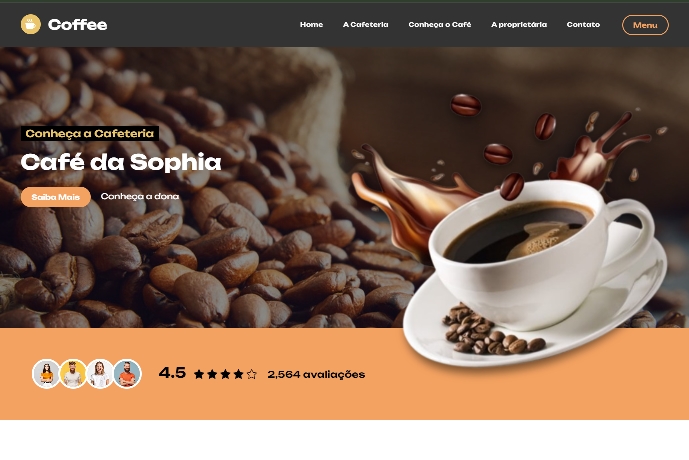 Coffee
Home A Cafeteria Conheça o Café A proprietária Contato Menu
Conheça a Cafeteria
Café da Sophia
Saiba Mais Conheça a dona
4.5 2,564 avaliações